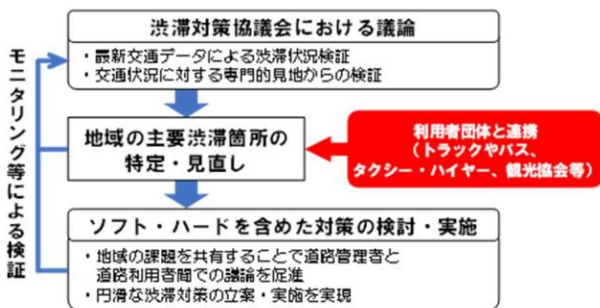 渋滞対策協議会における議論
・最新交通データによる渋滞状況検証
・交通状況に対する専門的見地からの検証
モニタリング等による検証
地域の主要渋滞箇所の
特定・見直し
利用者団体と連携
（トラックやバス、
タクシー・ハイヤー、観光協会等）
ソフト・ハードを含めた対策の検討・実施
・地域の課題を共有することで道路管理者と
道路利用者間での議論を促進
・円滑な渋滞対策の立案・実施を実現